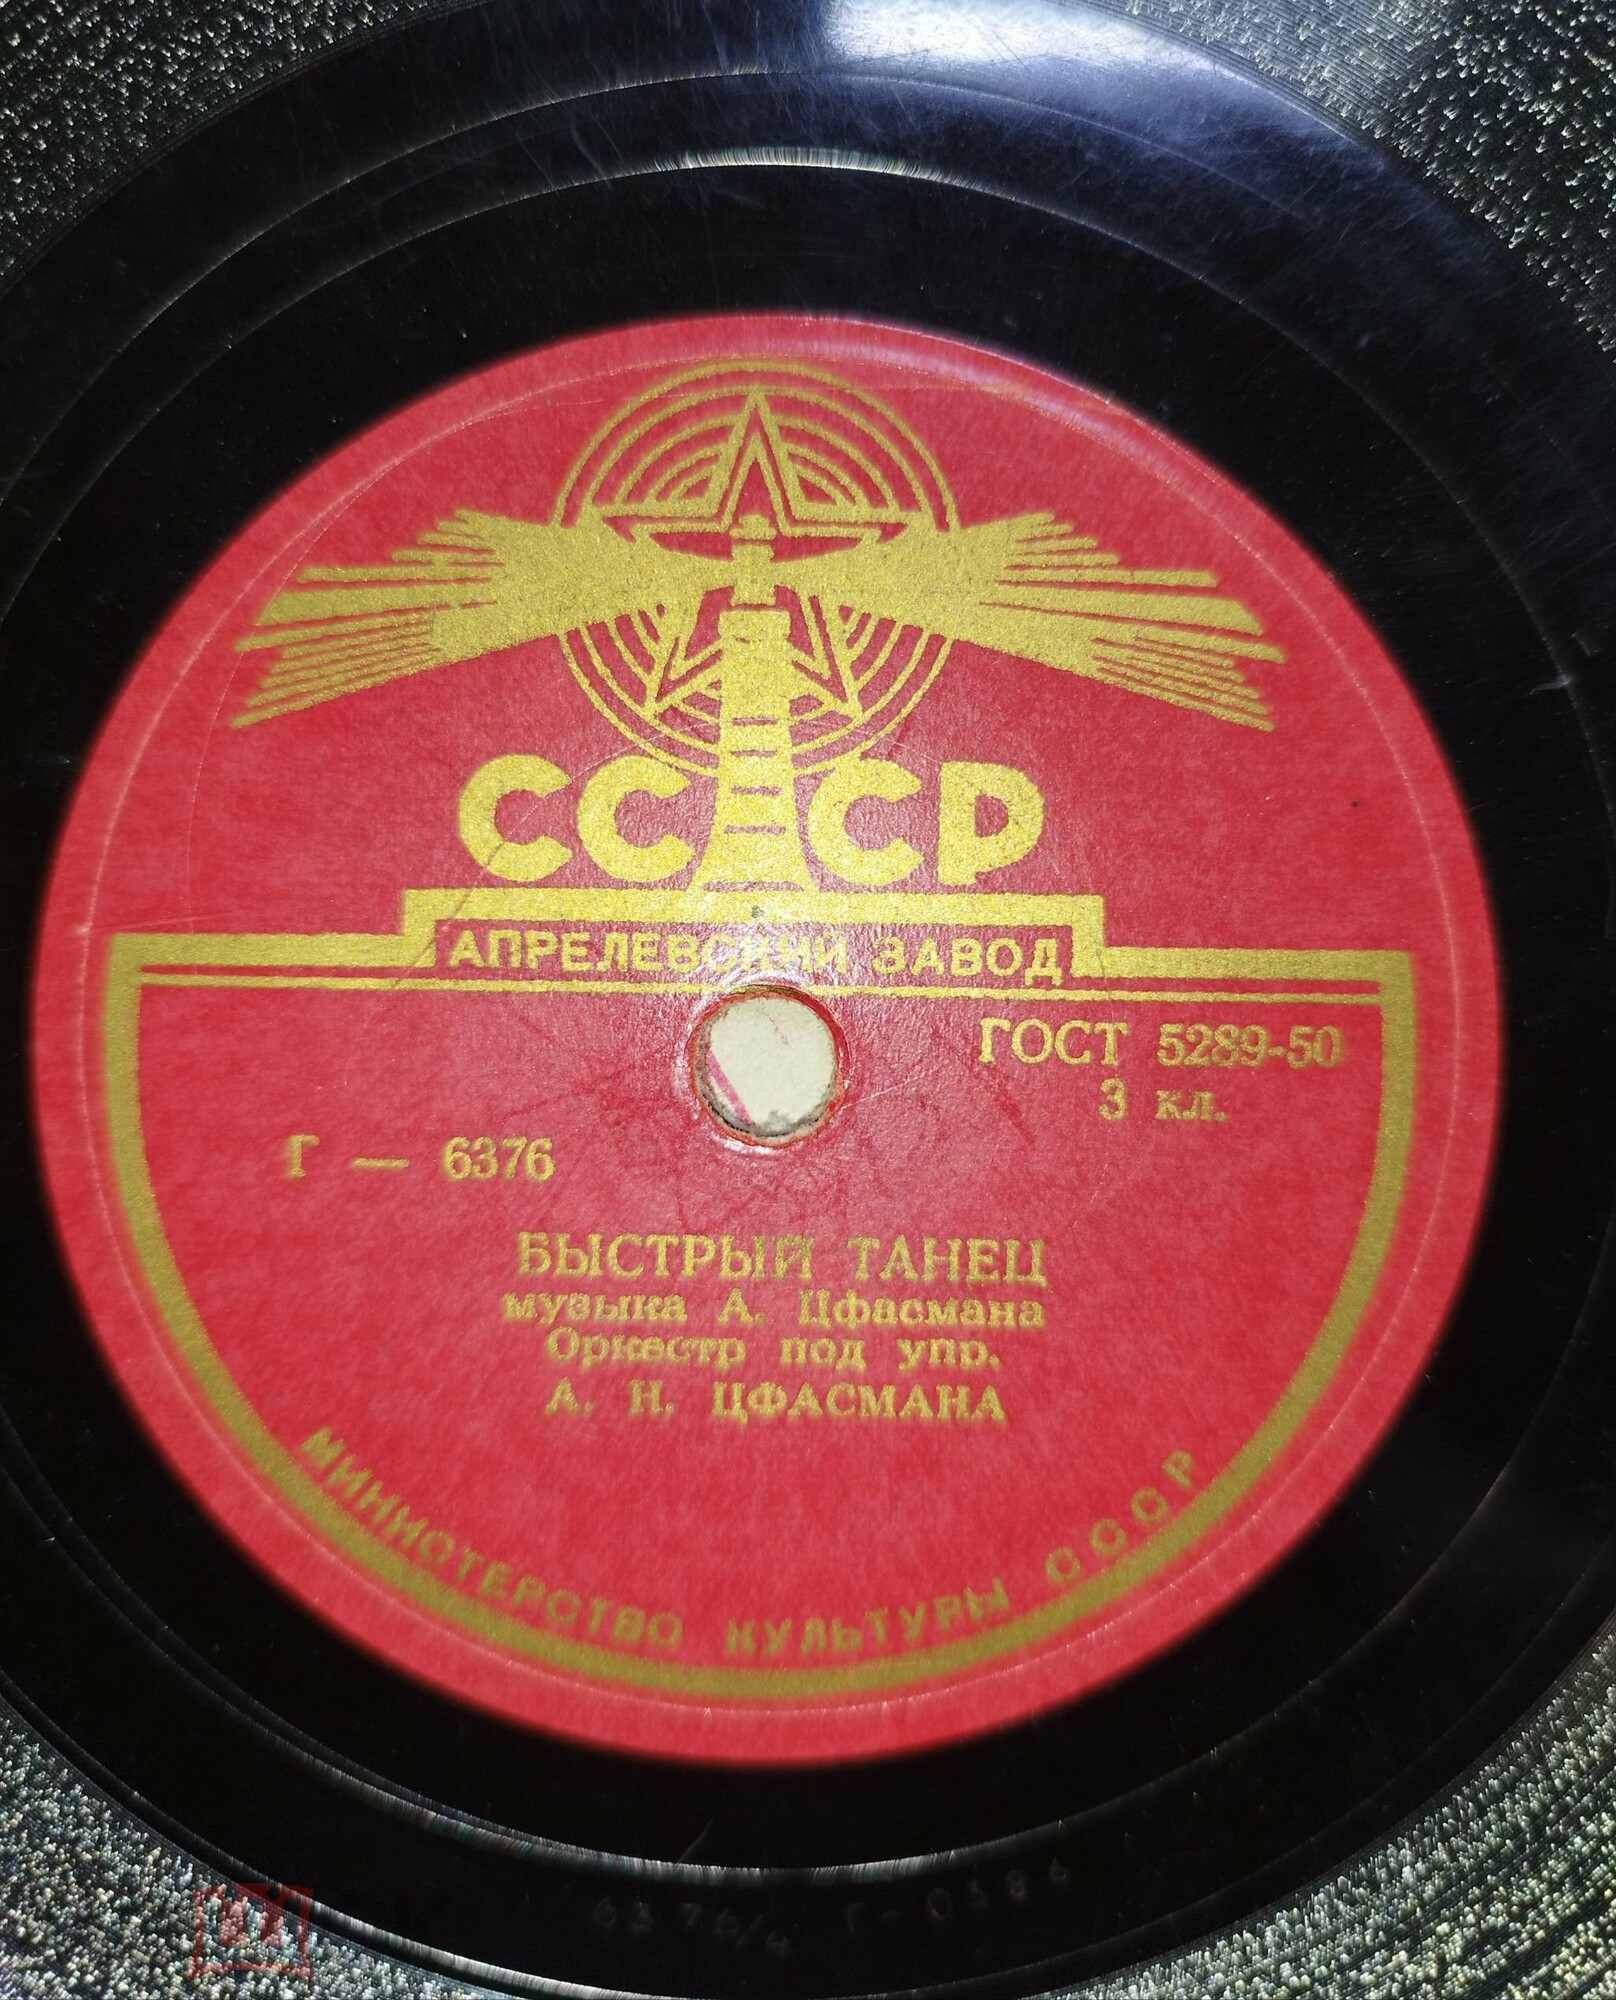 СССР
АПРЕЛЕВСКИЙ ЗАВОД
ГОСТ 5289-50
3 кл.
Г — 6376
БЫСТРЫЙ ТАНЕЦ
музыка А. Цфасмана
Оркестр под упр.
А. Н. ЦФАСМАНА
МИНИСТЕРСТВО КУЛЬТУРЫ СССР